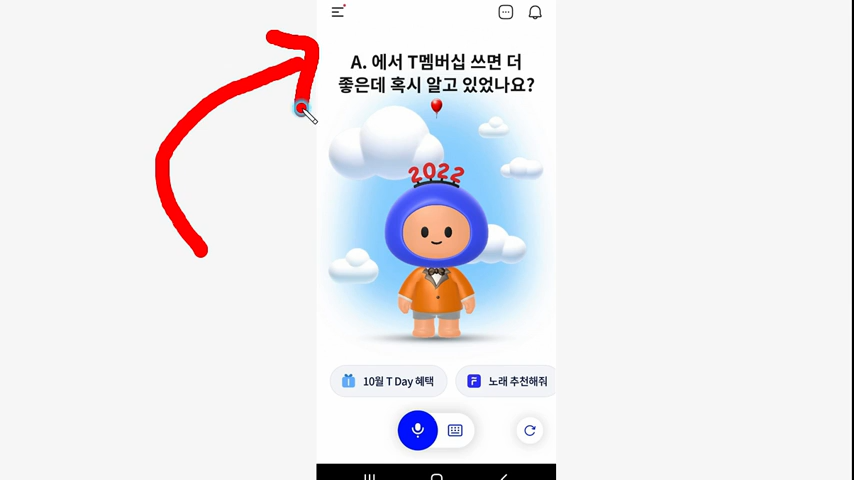 A. 에서 T멤버십 쓰면 더
좋은데 혹시 알고 있었나요?
2022
10월 T Day 혜택
노래 추천해줘